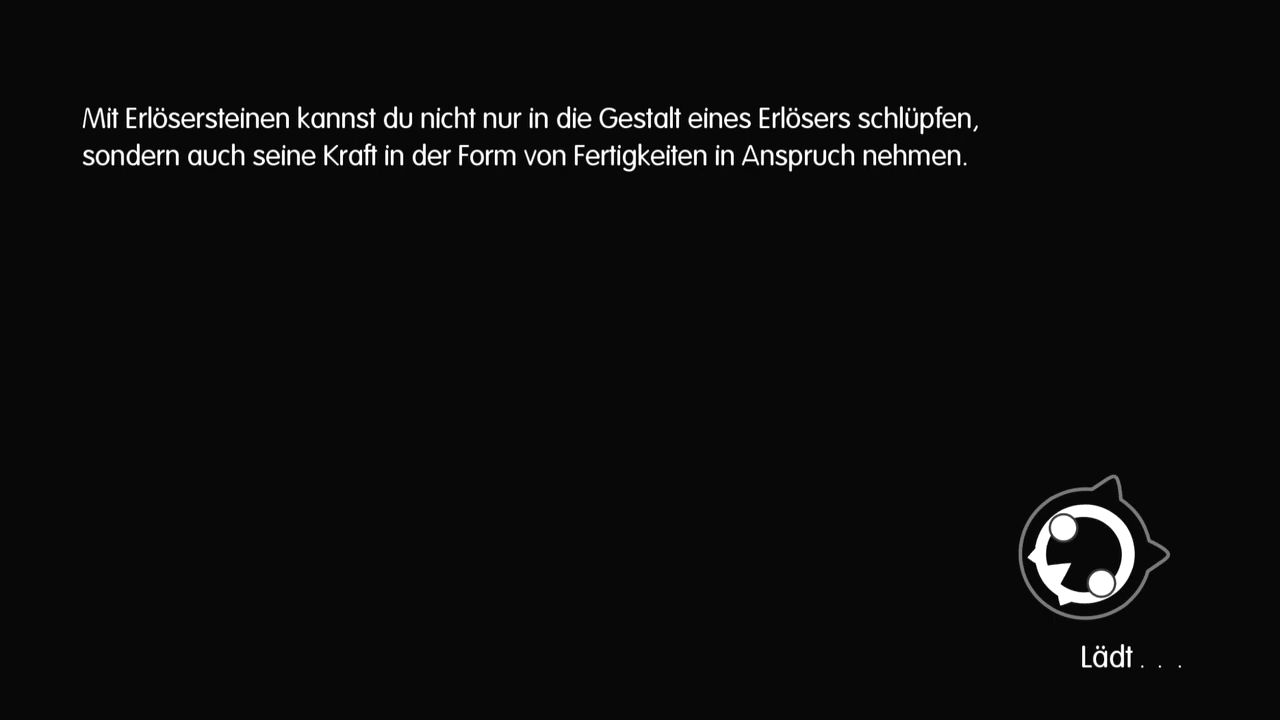 Mit Erlösersteinen kannst du nicht nur in die Gestalt eines Erlösers schlüpfen,
sondern auch seine Kraft in der Form von Fertigkeiten in Anspruch nehmen.
Lädt . . .